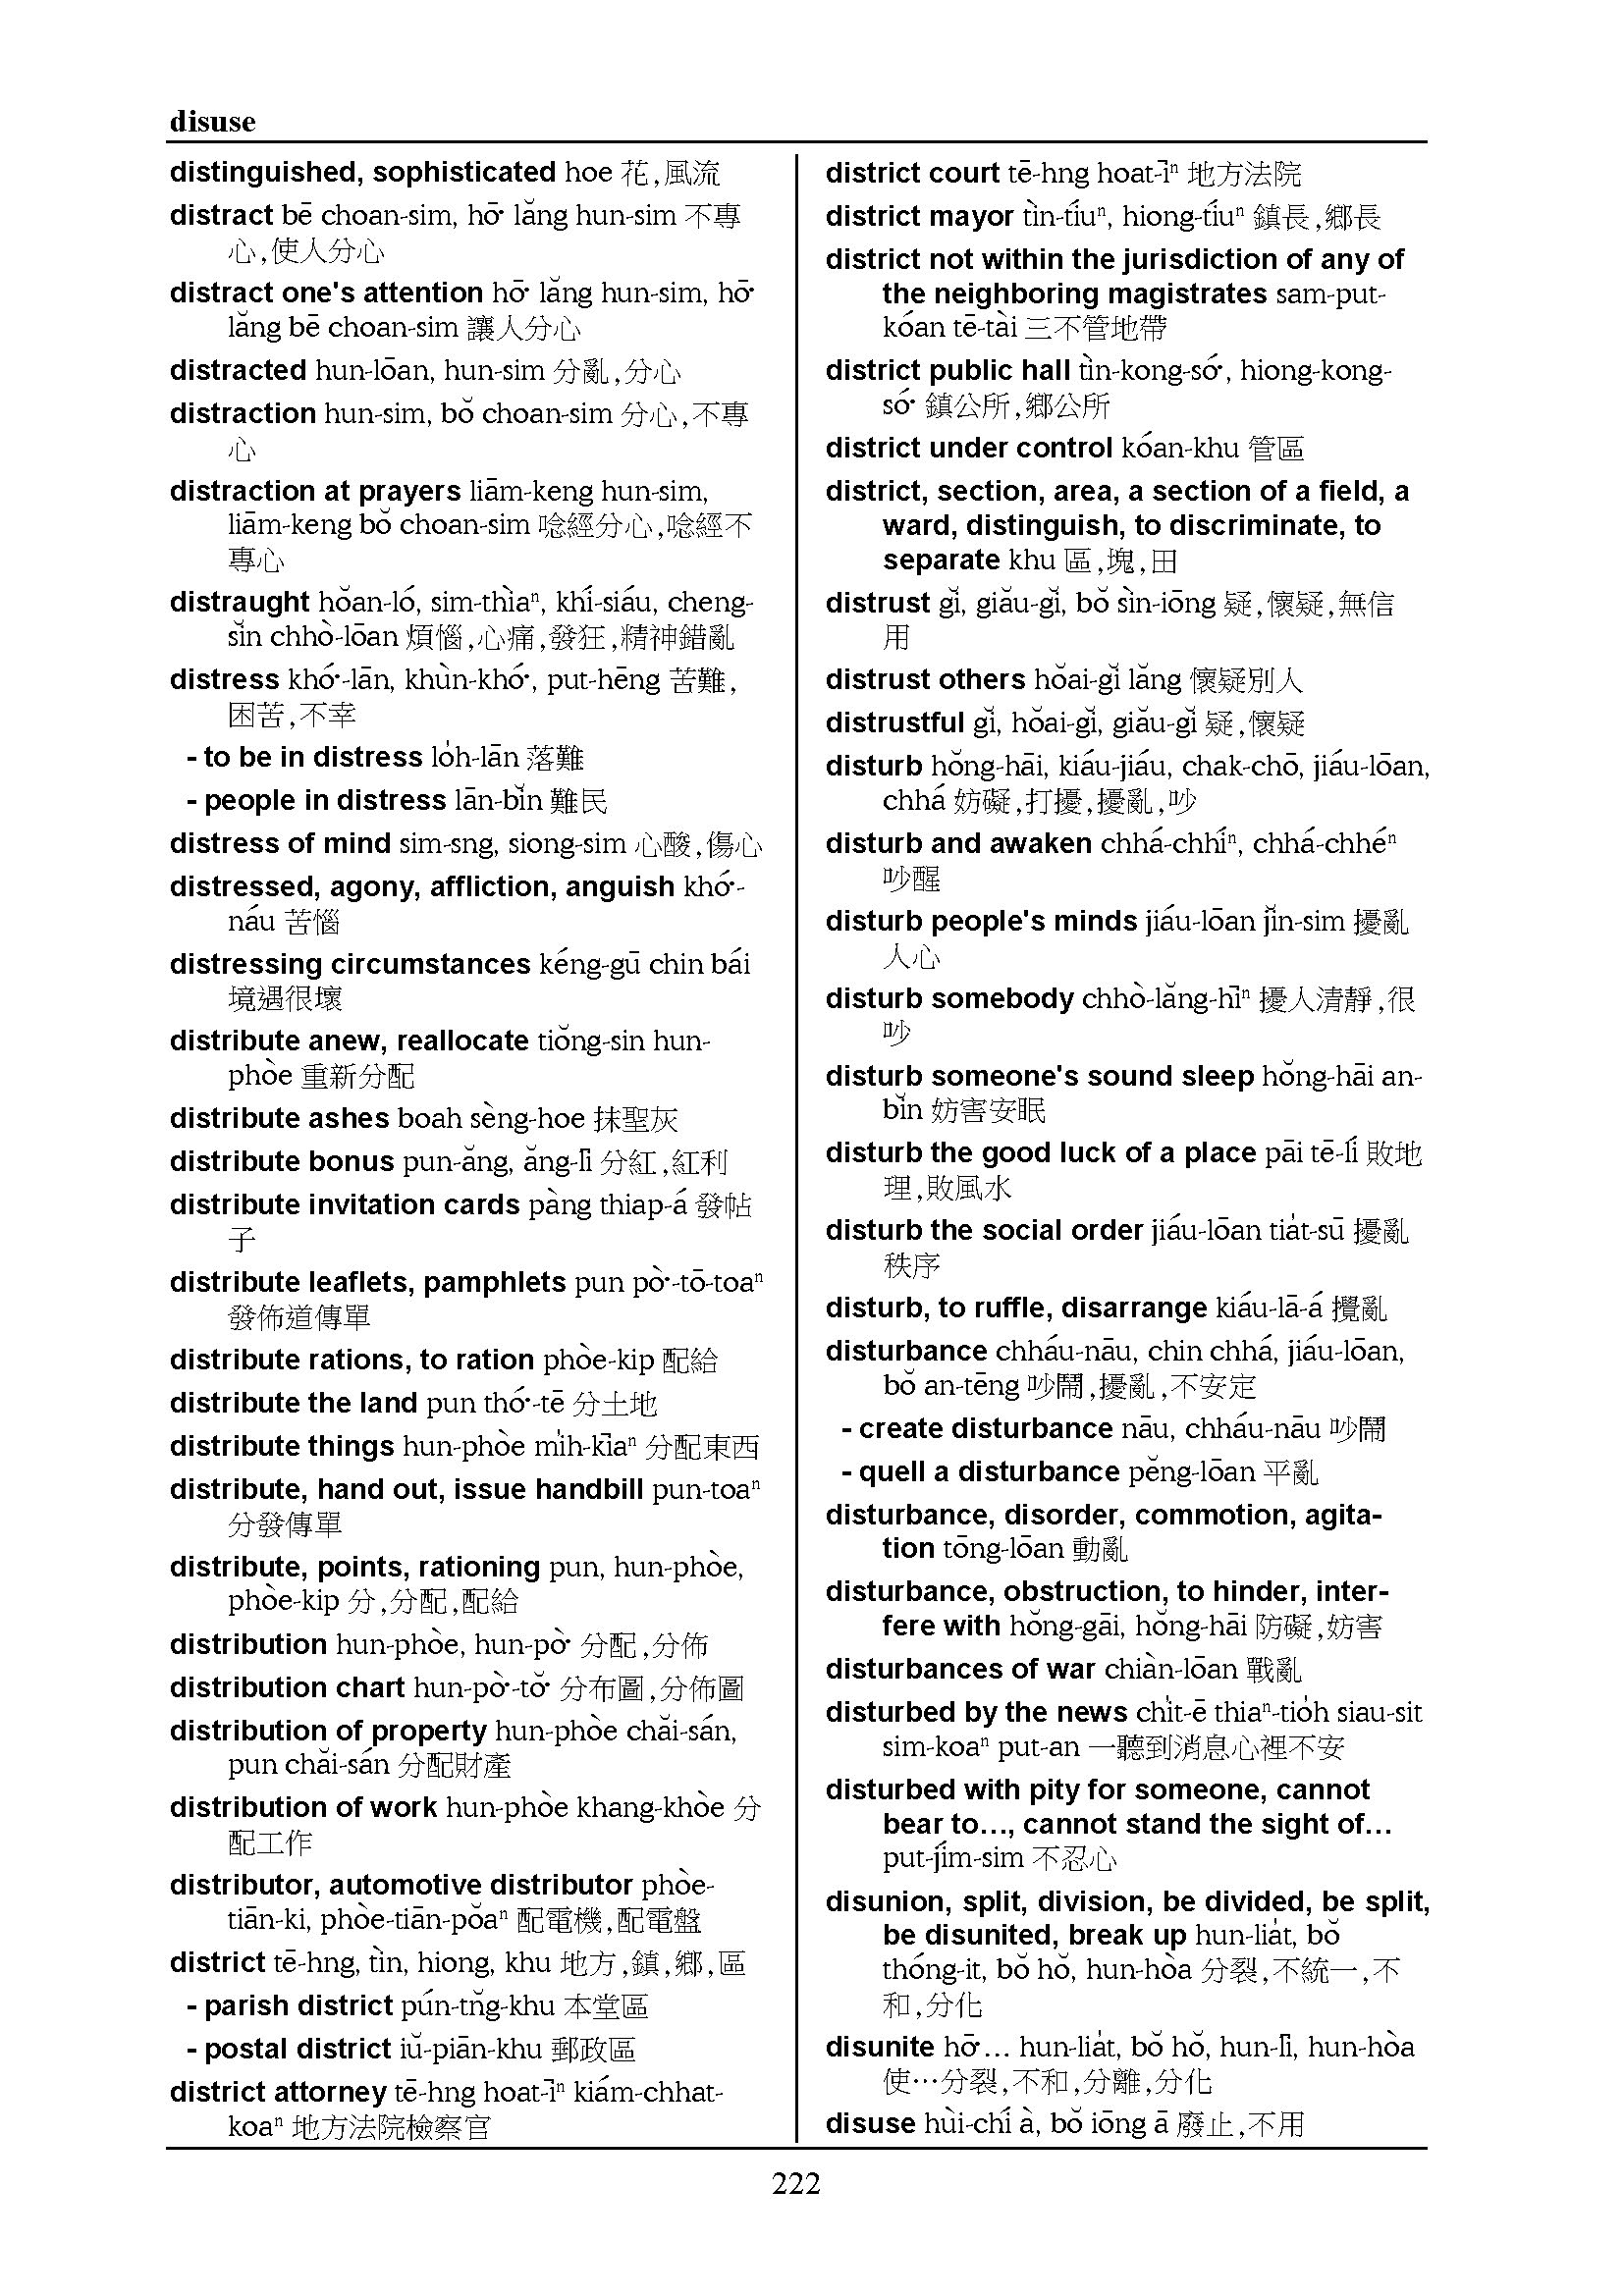 disuse
distinguished, sophisticated hoe 花,風流
distract bē choan-sim, hō͘ lăng hun-sim 不專
心,使人分心
distract one's attention hō͘ lăng hun-sim, hō͘
lăng bē choan-sim 讓人分心
distracted hun-lōan, hun-sim 分亂,分心
distraction hun-sim, bŏ choan-sim 分心,不專
心
distraction at prayers liām-keng hun-sim,
liām-keng bŏ choan-sim 唸經分心,唸經不
專心
distraught hŏan-ló, sim-thìaⁿ, khí-siáu, cheng-
sĭn chhò-lōan 煩惱,心痛,發狂,精神錯亂
distress khó͘-lān, khùn-khó͘, put-hēng 苦難,
困苦,不幸
- to be in distress lo̍h-lān 落難
- people in distress lān-bĭn 難民
distress of mind sim-sng, siong-sim 心酸,傷心
distressed, agony, affliction, anguish khó͘-
náu 苦惱
distressing circumstances kéng-gū chin bái
境遇很壞
distribute anew, reallocate tiŏng-sin hun-
phòe 重新分配
distribute ashes boah sèng-hoe 抹聖灰
distribute bonus pun-ăng, ăng-lī 分紅,紅利
distribute invitation cards pàng thiap-á 發帖
子
distribute leaflets, pamphlets pun pò͘-tō-toaⁿ
發佈道傳單
distribute rations, to ration phòe-kip 配給
distribute the land pun thó͘-tē 分土地
distribute things hun-phòe mi̍h-kīaⁿ 分配東西
distribute, hand out, issue handbill pun-toaⁿ
分發傳單
distribute, points, rationing pun, hun-phòe,
phòe-kip 分,分配,配給
distribution hun-phòe, hun-pò͘ 分配,分佈
distribution chart hun-pò͘-tŏ͘ 分布圖,分佈圖
distribution of property hun-phòe chăi-sán,
pun chăi-sán 分配財產
distribution of work hun-phòe khang-khòe 分
配工作
distributor, automotive distributor phòe-
tiān-ki, phòe-tiān-pŏaⁿ 配電機,配電盤
district tē-hng, tìn, hiong, khu 地方,鎮,鄉,區
- parish district pún-tn̆g-khu 本堂區
- postal district iŭ-piān-khu 郵政區
district attorney tē-hng hoat-īⁿ kiám-chhat-
koaⁿ 地方法院檢察官
district court tē-hng hoat-īⁿ 地方法院
district mayor tìn-tíuⁿ, hiong-tíuⁿ 鎮長,鄉長
district not within the jurisdiction of any of
the neighboring magistrates sam-put-
kóan tē-tài 三不管地帶
district public hall tìn-kong-só͘, hiong-kong-
só͘ 鎮公所,鄉公所
district under control kóan-khu 管區
district, section, area, a section of a field, a
ward, distinguish, to discriminate, to
separate khu 區,塊,田
distrust gĭ, giău-gĭ, bŏ sìn-iōng 疑,懷疑,無信
用
distrust others hŏai-gĭ lăng 懷疑別人
distrustful gĭ, hŏai-gĭ, giău-gĭ 疑,懷疑
disturb hŏng-hāi, kiáu-jiáu, chak-chō, jiáu-lōan,
chhá 妨礙,打擾,擾亂,吵
disturb and awaken chhá-chhíⁿ, chhá-chhéⁿ
吵醒
disturb people's minds jiáu-lōan jĭn-sim 擾亂
人心
disturb somebody chhò-lăng-hīⁿ 擾人清靜,很
吵
disturb someone's sound sleep hŏng-hāi an-
bĭn 妨害安眠
disturb the good luck of a place pāi tē-lí 敗地
理,敗風水
disturb the social order jiáu-lōan tia̍t-sū 擾亂
秩序
disturb, to ruffle, disarrange kiáu-lā-á 攪亂
disturbance chháu-nāu, chin chhá, jiáu-lōan,
bŏ an-tēng 吵鬧,擾亂,不安定
- create disturbance nāu, chháu-nāu 吵鬧
- quell a disturbance pĕng-lōan 平亂
disturbance, disorder, commotion, agita-
tion tōng-lōan 動亂
disturbance, obstruction, to hinder, inter-
fere with hŏng-gāi, hŏng-hāi 防礙,妨害
disturbances of war chiàn-lōan 戰亂
disturbed by the news chi̍t-ē thiaⁿ-tio̍h siau-sit
sim-koaⁿ put-an 一聽到消息心裡不安
disturbed with pity for someone, cannot
bear to…, cannot stand the sight of…
put-jím-sim 不忍心
disunion, split, division, be divided, be split,
be disunited, break up hun-lia̍t, bŏ
thóng-it, bŏ hŏ, hun-hòa 分裂,不統一,不
和,分化
disunite hō͘… hun-lia̍t, bŏ hŏ, hun-lī, hun-hòa
使⋯分裂,不和,分離,分化
disuse hùi-chí à, bŏ iōng ā 廢止,不用
222